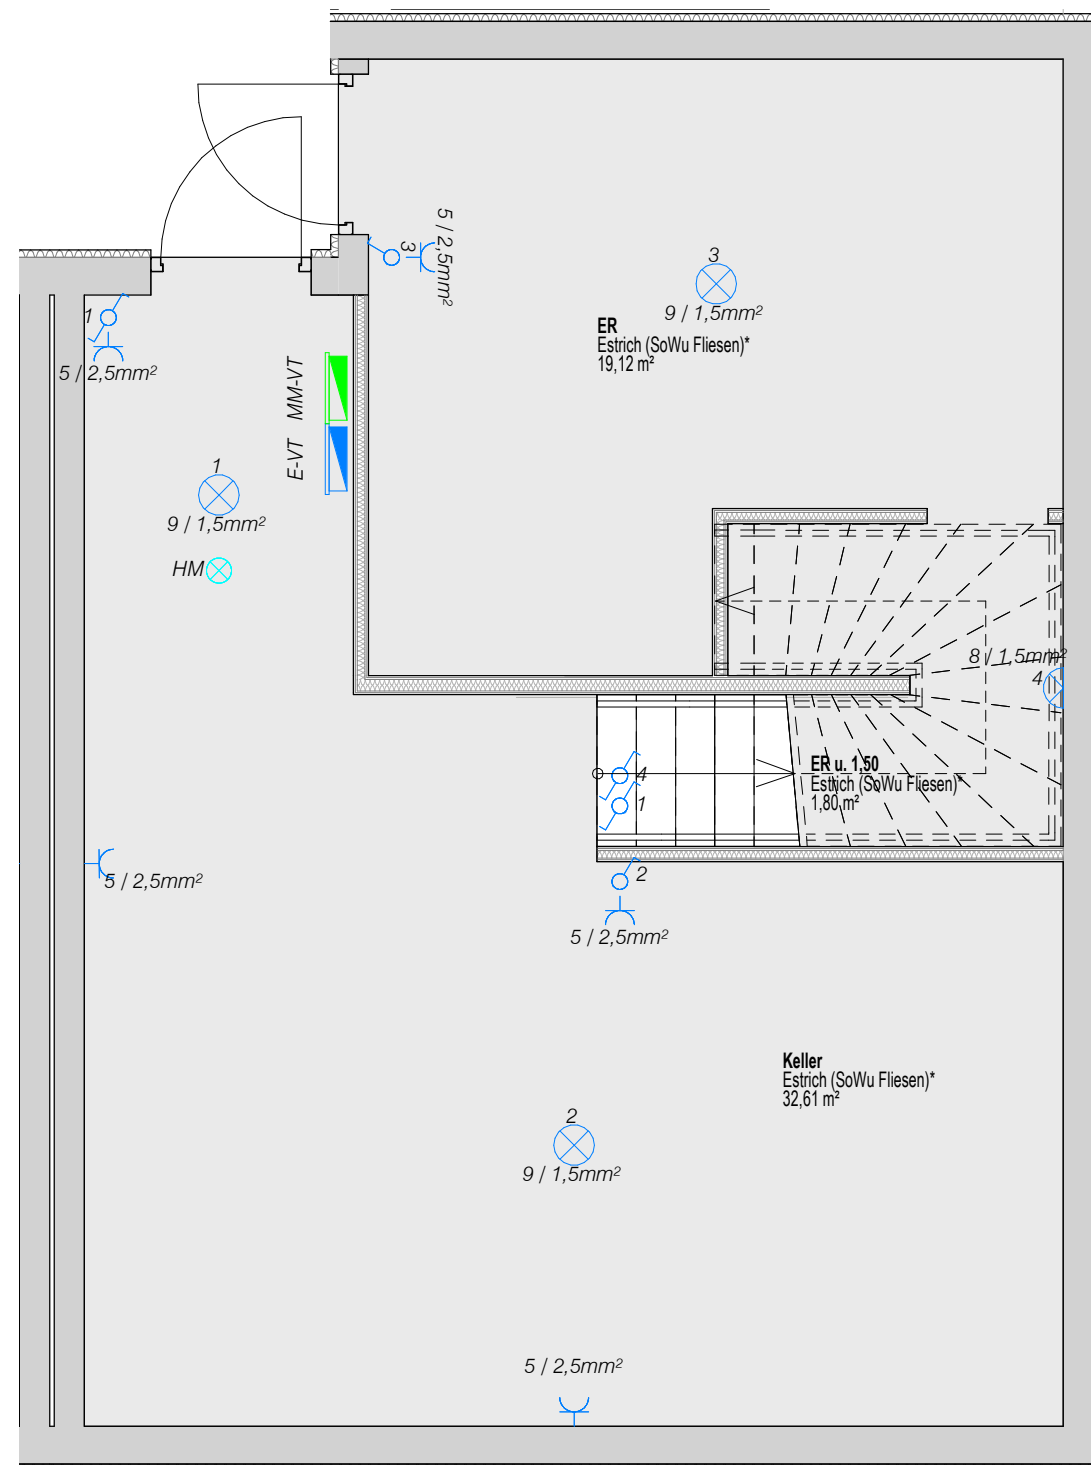 5 / 2,5mm²
3
3
9 / 1,5mm²
ER
Estrich (SoWu Fliesen)*
19,12 m²
1
5 / 2,5mm²
MM-VT
E-VT
1
9 / 1,5mm²
HM
8 / 1,5mm²
4
ER u. 1,50
Estrich (SoWu Fliesen)*
1,80 m²
4
1
5 / 2,5mm²
2
5 / 2,5mm²
Keller
Estrich (SoWu Fliesen)*
32,61 m²
2
9 / 1,5mm²
5 / 2,5mm²